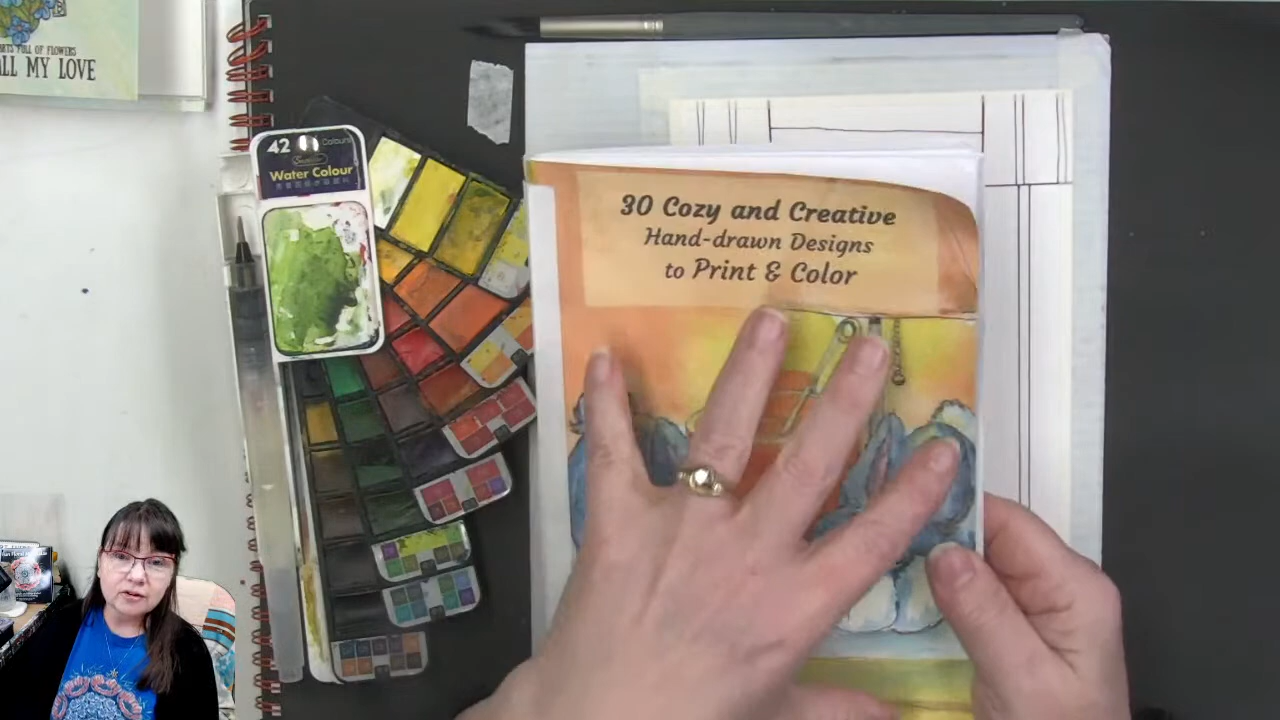 ALL MY LOVE
42 Colours
Water Colour
30 Cozy and Creative
Hand-drawn Designs
to Print & Color